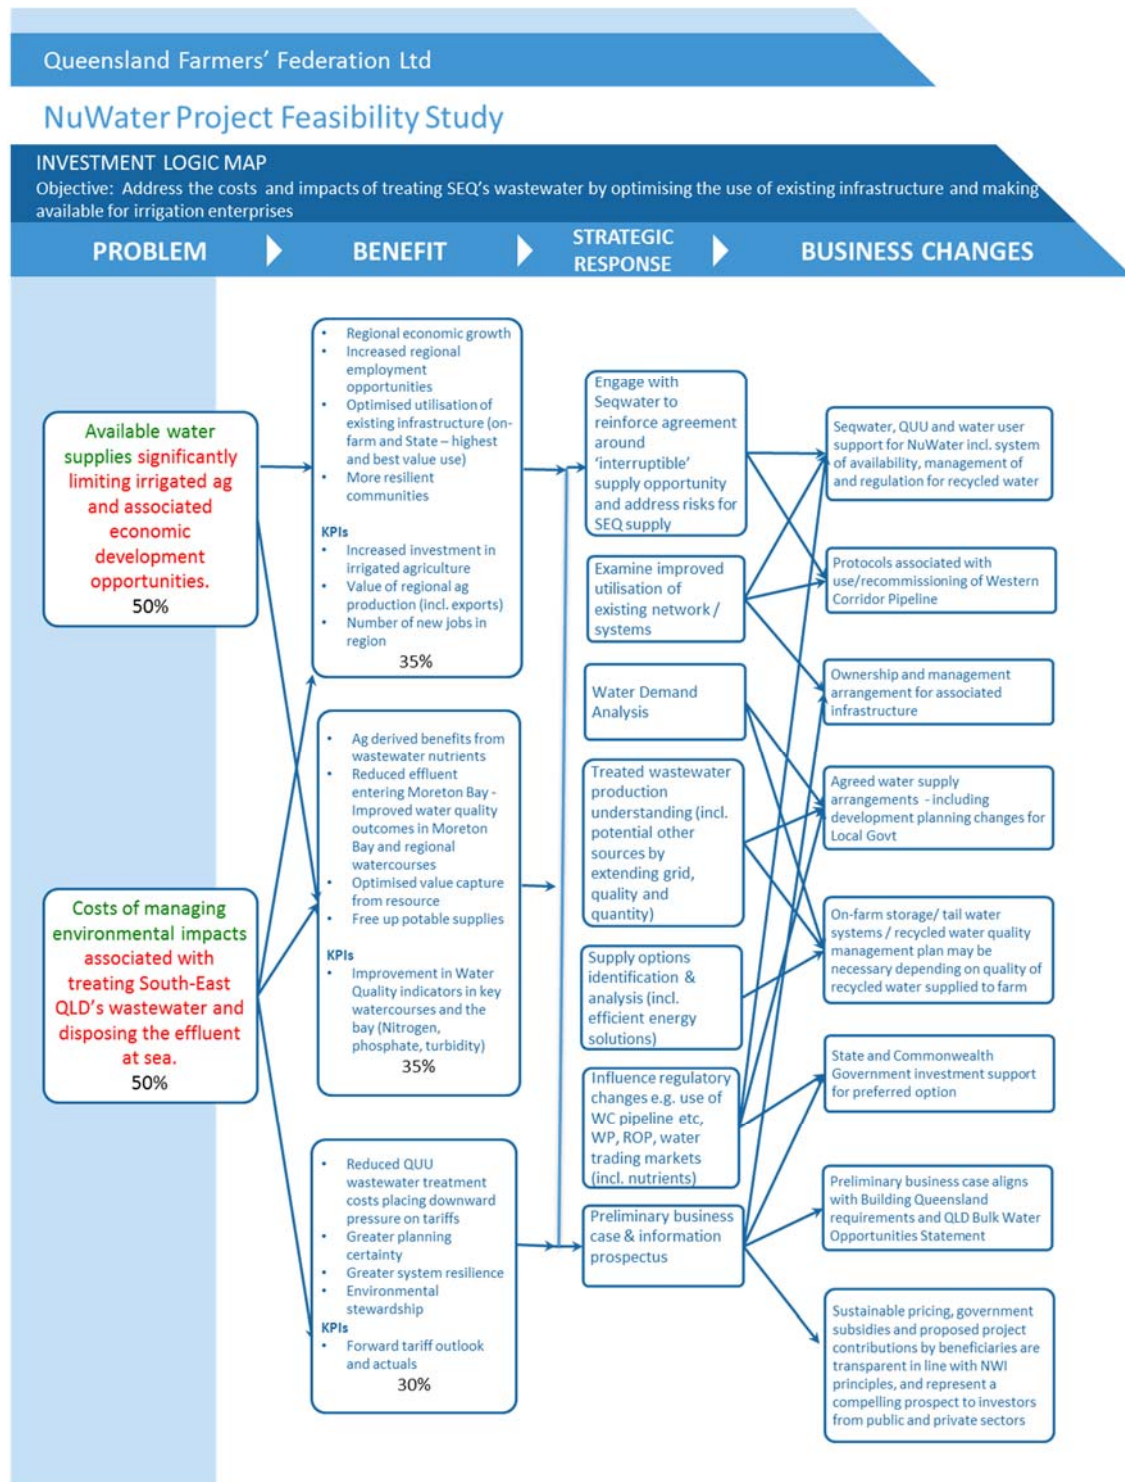 Queensland Farmers' Federation Ltd
NuWater Project Feasibility Study
INVESTMENT LOGIC MAP
Objective: Address the costs and impacts of treating SEQ's wastewater by optimising the use of existing infrastructure and making
available for irrigation enterprises
PROBLEM
BENEFIT
STRATEGIC
RESPONSE
BUSINESS CHANGES
Available water
supplies significantly
limiting irrigated ag
and associated
economic
development
opportunities.
50%
Costs of managing
environmental impacts
associated with
treating South-East
QLD's wastewater and
disposing the effluent
at sea.
50%
• Regional economic growth
• Increased regional
employment
opportunities
• Optimised utilisation of
existing infrastructure (on-
farm and State – highest
and best value use)
• More resilient
communities
KPIs
• Increased investment in
irrigated agriculture
• Value of regional ag
production (incl. exports)
• Number of new jobs in
region
35%
• Ag derived benefits from
wastewater nutrients
• Reduced effluent
entering Moreton Bay -
Improved water quality
outcomes in Moreton
Bay and regional
watercourses
• Optimised value capture
from resource
• Free up potable supplies
KPIs
• Improvement in Water
Quality indicators in key
watercourses and the
bay (Nitrogen,
phosphate, turbidity)
35%
• Reduced QUU
wastewater treatment
costs placing downward
pressure on tariffs
• Greater planning
certainty
• Greater system resilience
• Environmental
stewardship
KPIs
• Forward tariff outlook
and actuals
30%
Engage with
Seqwater to
reinforce agreement
around
'interruptible'
supply opportunity
and address risks for
SEQ supply
Examine improved
utilisation of
existing network /
systems
Water Demand
Analysis
Treated wastewater
production
understanding (incl.
potential other
sources by
extending grid,
quality and
quantity)
Supply options
identification &
analysis (incl.
efficient energy
solutions)
Influence regulatory
changes e.g. use of
WC pipeline etc,
WP, ROP, water
trading markets
(incl. nutrients)
Preliminary business
case & information
prospectus
Seqwater, QUU and water user
support for NuWater incl. system
of availability, management of
and regulation for recycled water
Protocols associated with
use/recommissioning of Western
Corridor Pipeline
Ownership and management
arrangement for associated
infrastructure
Agreed water supply
arrangements - including
development planning changes for
Local Govt
On-farm storage/ tail water
systems / recycled water quality
management plan may be
necessary depending on quality of
recycled water supplied to farm
State and Commonwealth
Government investment support
for preferred option
Preliminary business case aligns
with Building Queensland
requirements and QLD Bulk Water
Opportunities Statement
Sustainable pricing, government
subsidies and proposed project
contributions by beneficiaries are
transparent in line with NWI
principles, and represent a
compelling prospect to investors
from public and private sectors